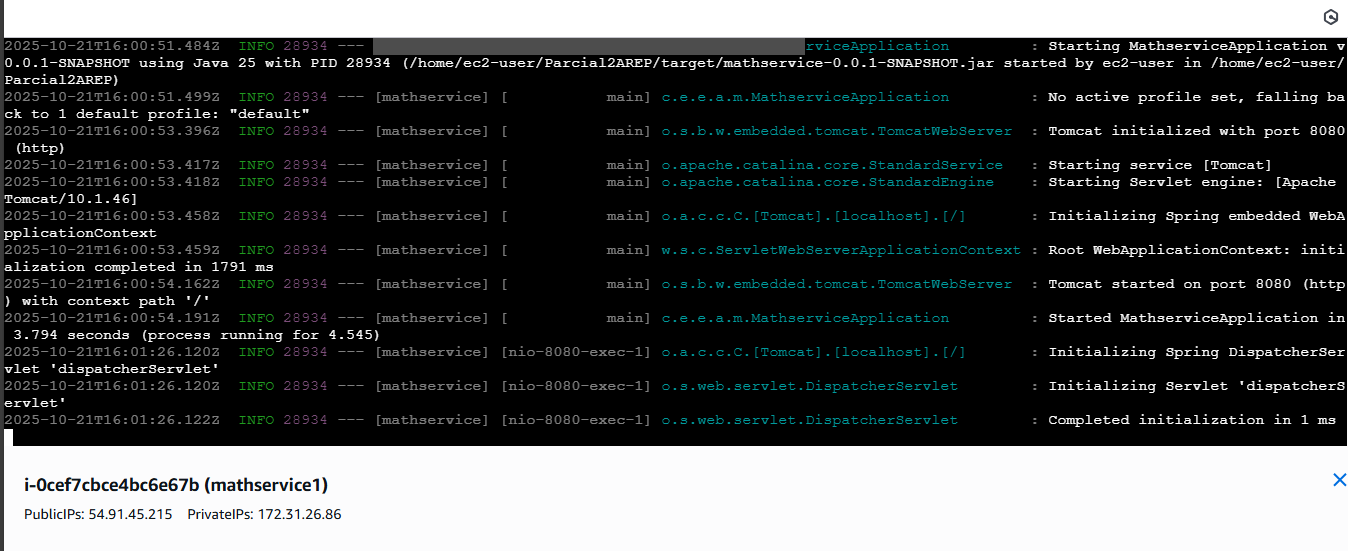 2025-10-21T16:00:51.484Z  INFO 28934 --- rviceApplication         : Starting MathserviceApplication v
0.0.1-SNAPSHOT using Java 25 with PID 28934 (/home/ec2-user/Parcial2AREP/target/mathservice-0.0.1-SNAPSHOT.jar started by ec2-user in /home/ec2-user/
Parcial2AREP)
2025-10-21T16:00:51.499Z  INFO 28934 --- [mathservice] [           main] c.e.e.a.m.MathserviceApplication         : No active profile set, falling ba
ck to 1 default profile: "default"
2025-10-21T16:00:53.396Z  INFO 28934 --- [mathservice] [           main] o.s.b.w.embedded.tomcat.TomcatWebServer  : Tomcat initialized with port 8080
 (http)
2025-10-21T16:00:53.417Z  INFO 28934 --- [mathservice] [           main] o.apache.catalina.core.StandardService   : Starting service [Tomcat]
2025-10-21T16:00:53.418Z  INFO 28934 --- [mathservice] [           main] o.apache.catalina.core.StandardEngine    : Starting Servlet engine: [Apache
Tomcat/10.1.46]
2025-10-21T16:00:53.458Z  INFO 28934 --- [mathservice] [           main] o.a.c.c.C.[Tomcat].[localhost].[/]       : Initializing Spring embedded WebA
pplicationContext
2025-10-21T16:00:53.459Z  INFO 28934 --- [mathservice] [           main] w.s.c.ServletWebServerApplicationContext : Root WebApplicationContext: initi
alization completed in 1791 ms
2025-10-21T16:00:54.162Z  INFO 28934 --- [mathservice] [           main] o.s.b.w.embedded.tomcat.TomcatWebServer  : Tomcat started on port 8080 (http
) with context path '/'
2025-10-21T16:00:54.191Z  INFO 28934 --- [mathservice] [           main] c.e.e.a.m.MathserviceApplication         : Started MathserviceApplication in
 3.794 seconds (process running for 4.545)
2025-10-21T16:01:26.120Z  INFO 28934 --- [mathservice] [nio-8080-exec-1] o.a.c.c.C.[Tomcat].[localhost].[/]       : Initializing Spring DispatcherSer
vlet 'dispatcherServlet'
2025-10-21T16:01:26.120Z  INFO 28934 --- [mathservice] [nio-8080-exec-1] o.s.web.servlet.DispatcherServlet        : Initializing Servlet 'dispatcherS
ervlet'
2025-10-21T16:01:26.122Z  INFO 28934 --- [mathservice] [nio-8080-exec-1] o.s.web.servlet.DispatcherServlet        : Completed initialization in 1 ms
i-0cef7cbce4bc6e67b (mathservice1)
PublicIPs: 54.91.45.215 PrivateIPs: 172.31.26.86